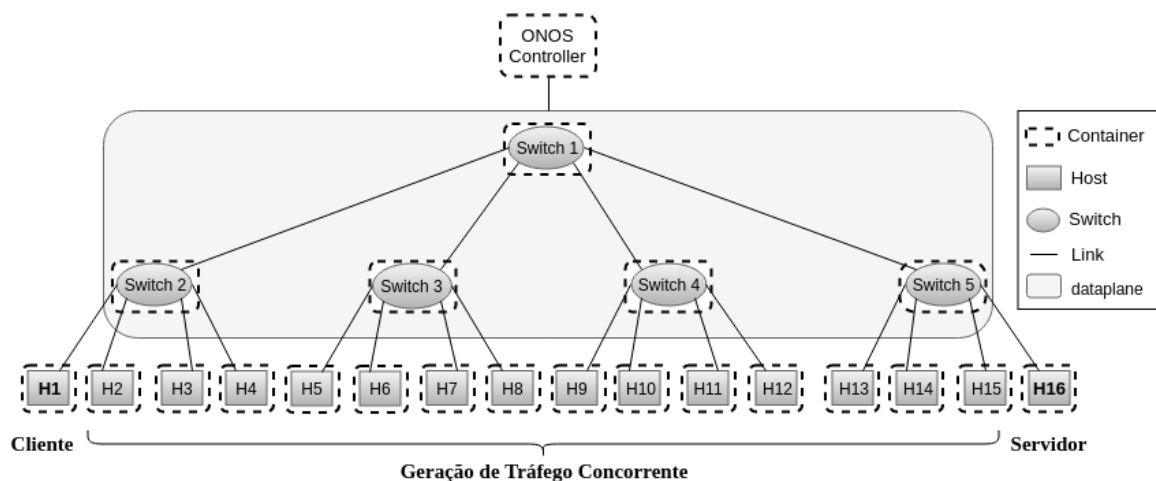 ONOS
Controller
Switch 1
Container
Host
Switch
Link
dataplane
Switch 2
Switch 3
Switch 4
Switch 5
H1 H2 H3 H4 H5 H6 H7 H8 H9 H10 H11 H12 H13 H14 H15 H16
Cliente
Servidor
Geração de Tráfego Concorrente